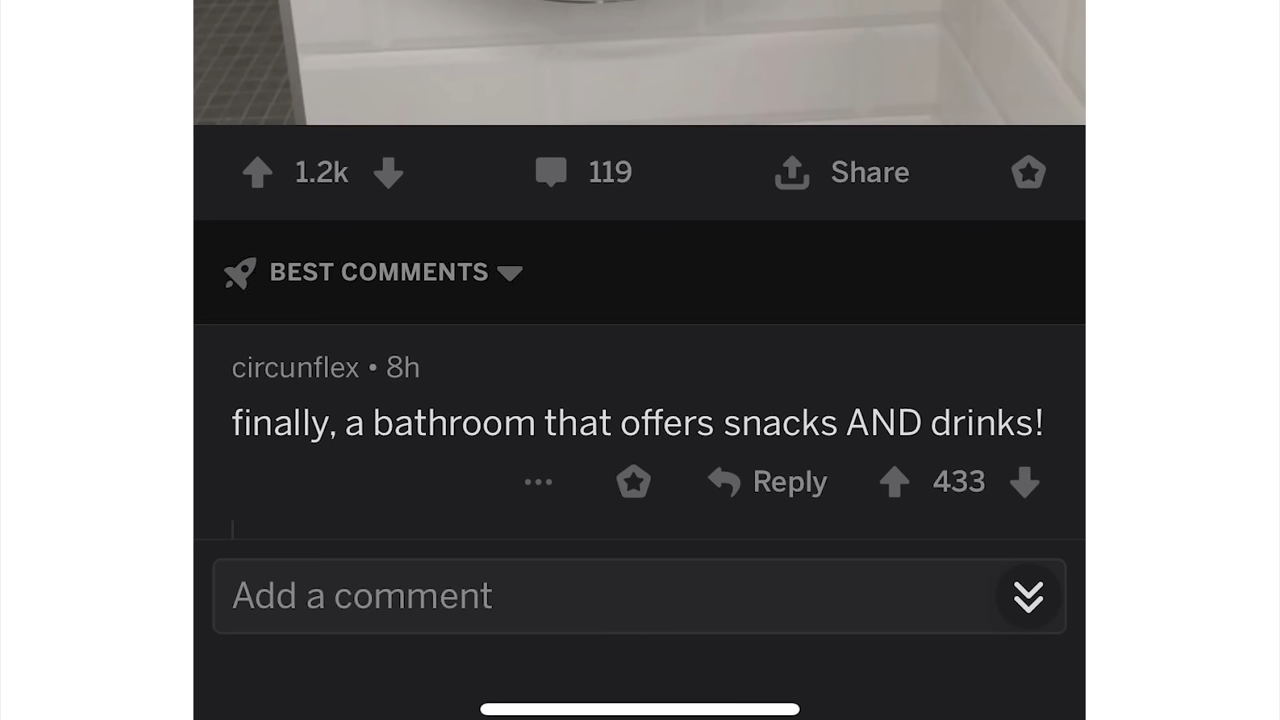 1.2k 119 Share
BEST COMMENTS
circunflex • 8h
finally, a bathroom that offers snacks AND drinks!
... Reply 433
Add a comment